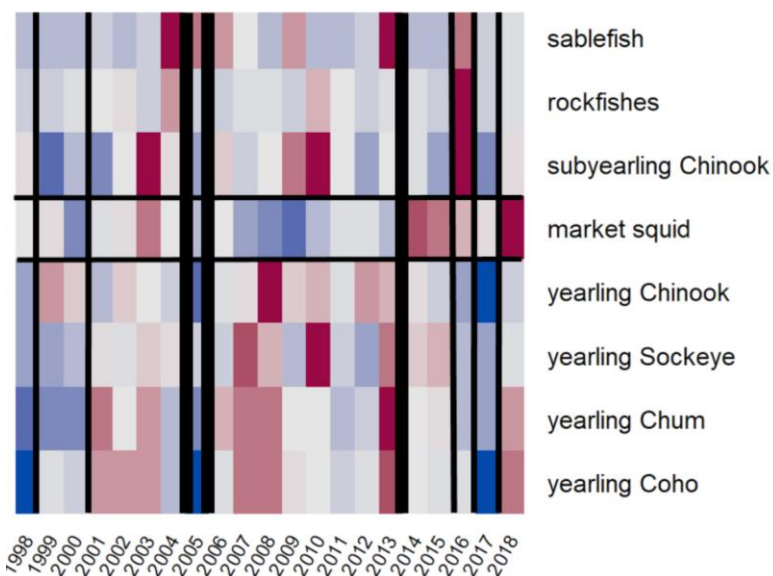 sablefish
rockfishes
subyearling Chinook
market squid
yearling Chinook
yearling Sockeye
yearling Chum
yearling Coho
1998 1999 2000 2001 2002 2003 2004 2005 2006 2007 2008 2009 2010 2011 2012 2013 2014 2015 2016 2017 2018